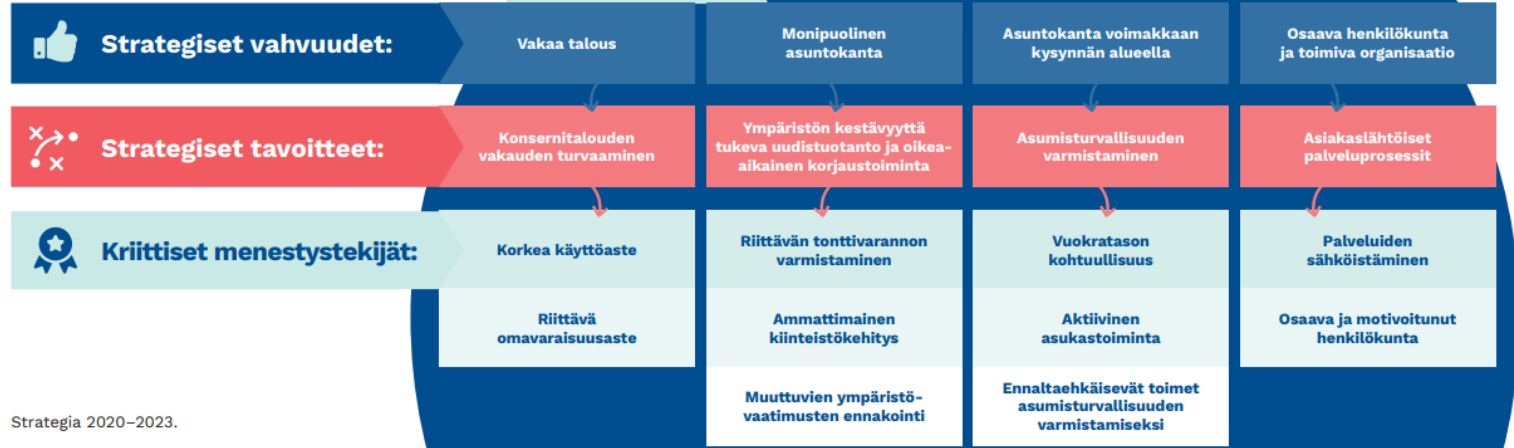 Strategiset vahvuudet:
Vakaa talous
Monipuolinen
asuntokanta
Asuntokanta voimakkaan
kysynnän alueella
Osaava henkilökunta
ja toimiva organisaatio
Strategiset tavoitteet:
Konsernitalouden
vakauden turvaaminen
Ympäristön kestävyyttä
tukeva uudistuotanto ja oikea-
aikainen korjaustoiminta
Asumisturvallisuuden
varmistaminen
Asiakaslähtöiset
palveluprosessit
Kriittiset menestystekijät:
Korkea käyttöaste
Riittävän tonttivarannon
varmistaminen
Vuokratason
kohtuullisuus
Palveluiden
sähköistäminen
Riittävä
omavaraisuusaste
Ammattimainen
kiinteistökehitys
Aktiivinen
asukastoiminta
Osaava ja motivoitunut
henkilökunta
Muuttuvien ympäristö-
vaatimusten ennakointi
Ennaltaehkäisevät toimet
asumisturvallisuuden
varmistamiseksi
Strategia 2020–2023.